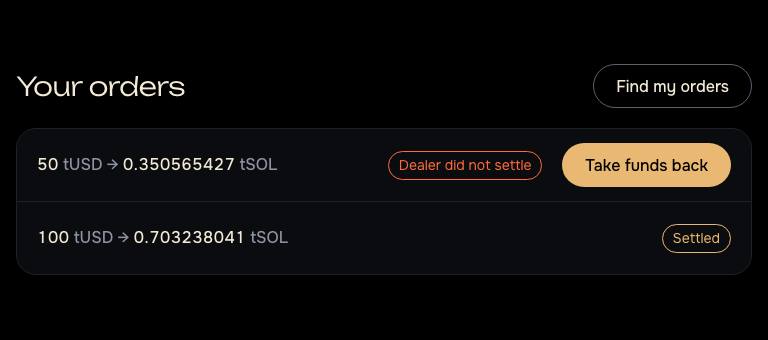 Your orders
Find my orders
50 tUSD → 0.350565427 tSOL
Dealer did not settle
Take funds back
100 tUSD → 0.703238041 tSOL
Settled